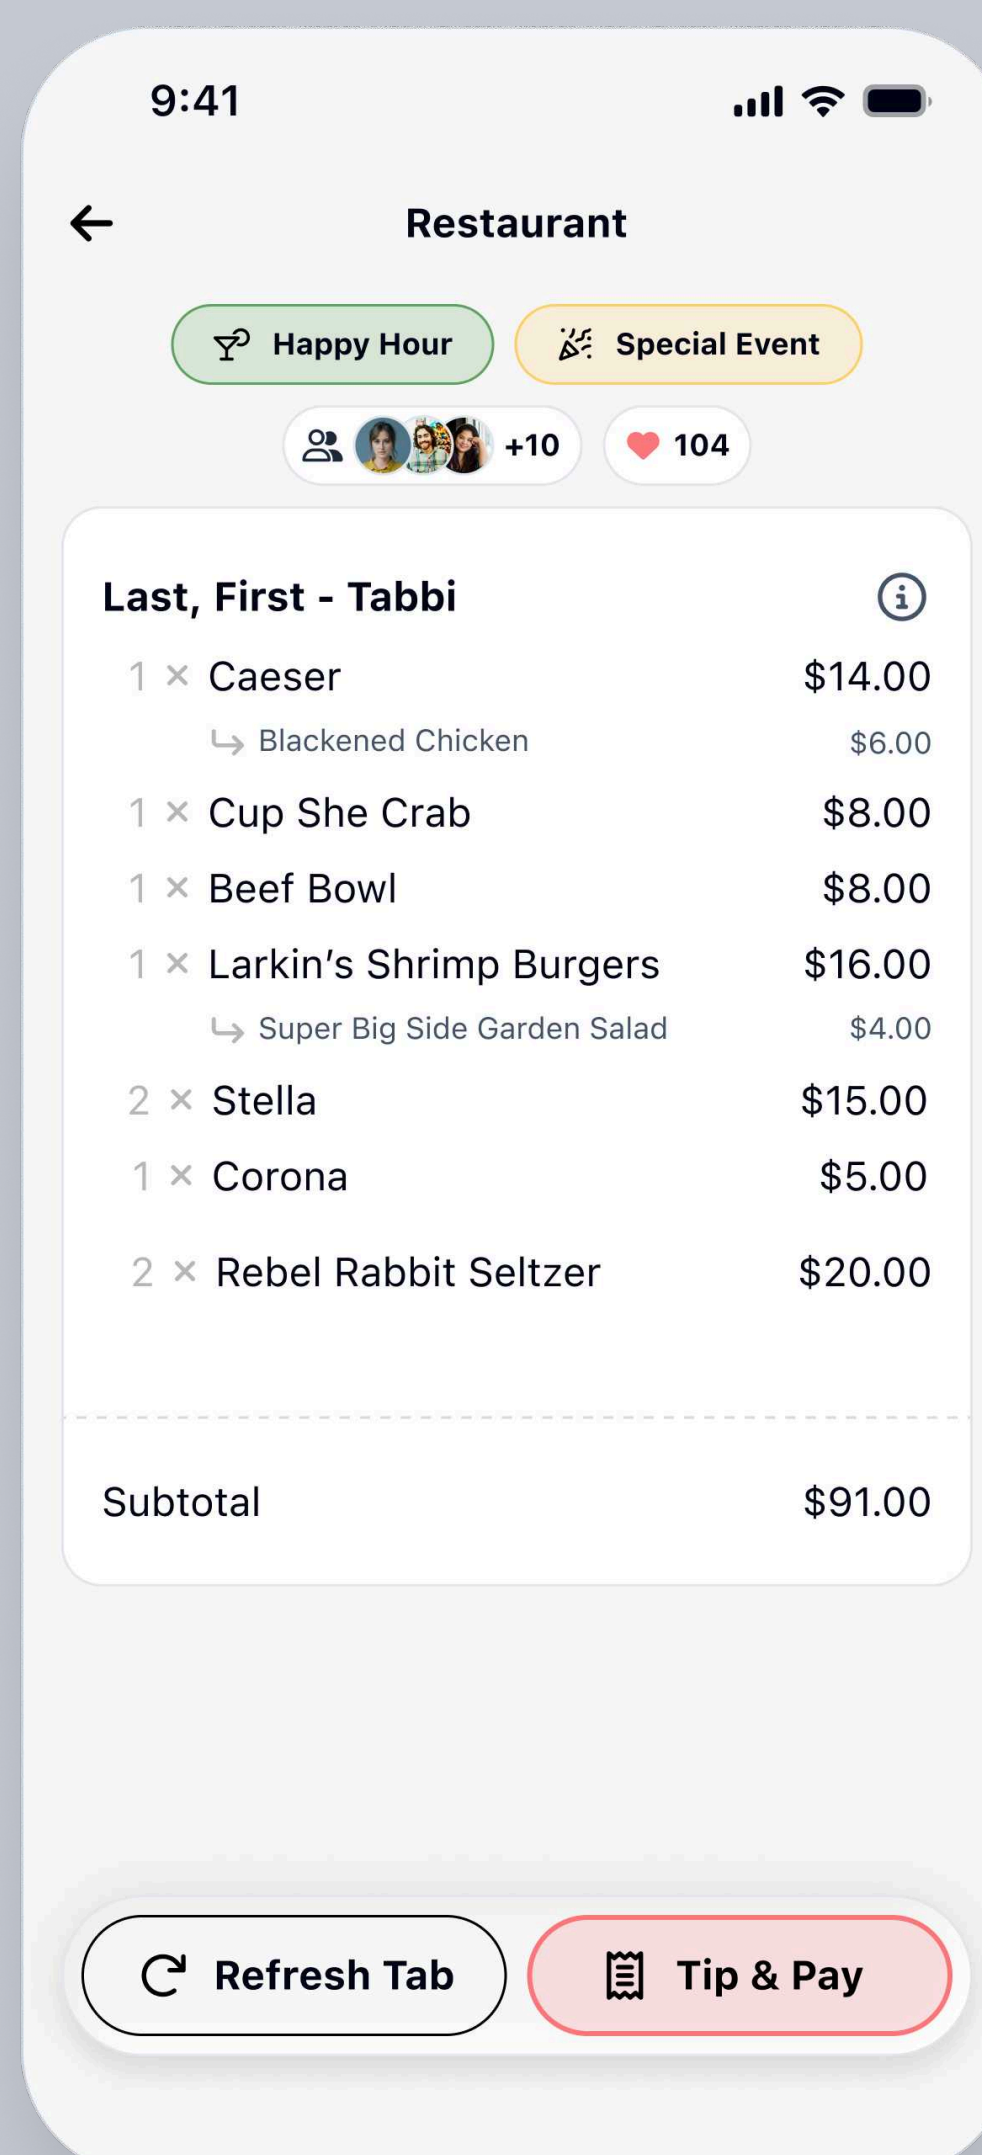 9:41
Restaurant
Happy Hour Special Event
+10 104
Last, First - Tabbi
1 × Caeser $14.00
Blackened Chicken $6.00
1 × Cup She Crab $8.00
1 × Beef Bowl $8.00
1 × Larkin’s Shrimp Burgers $16.00
Super Big Side Garden Salad $4.00
2 × Stella $15.00
1 × Corona $5.00
2 × Rebel Rabbit Seltzer $20.00
Subtotal $91.00
Refresh Tab Tip & Pay